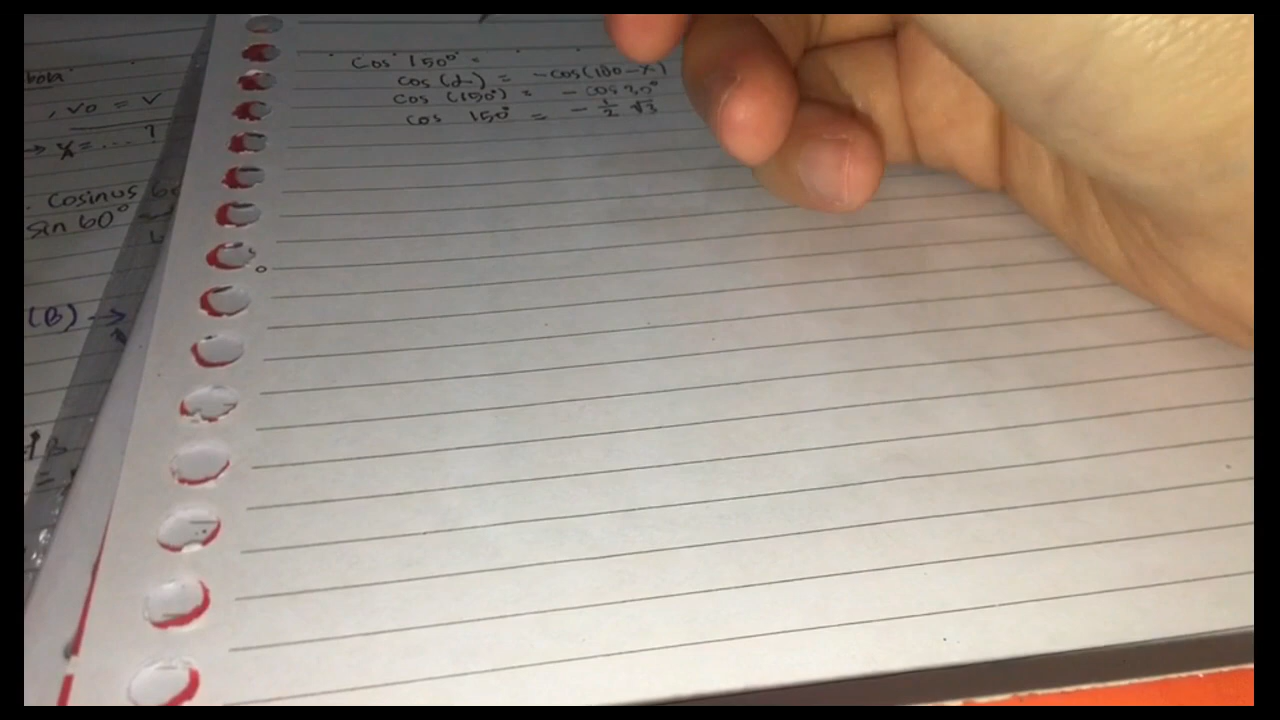 bola
, vo = v
→ x = .... ?
. Cosinus 60
sin 60°
(B) →
Cos 150° =
cos (α) = -cos(180-x)
cos (150°) = - cos 30°
cos 150° = - 1/2 √3